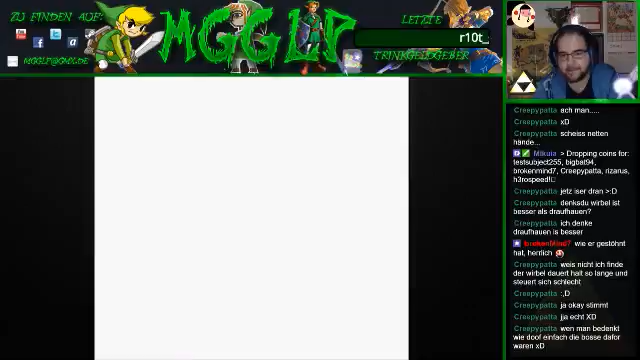 ZU FINDEN AUF:
MGGLP@GMX.DE
MGGLP
LETZTE
r10t_
TRINKGELDGEBER
Creepypatta ach man.....
Creepypatta xD
Creepypatta scheiss netten
hände...
Mikuia > Dropping coins for:
testsubject255, bigbat94,
brokenmind7, Creepypatta, rizarus,
h3rospeed!
Creepypatta jetz iser dran >:D
Creepypatta denksdu wirbel ist
besser als draufhauen?
Creepypatta ich denke
draufhauen is besser
brokenMind7 wie er gestöhnt
hat, herrlich
Creepypatta weis nicht ich finde
der wirbel dauert halt so lange und
steuert sich schlecht
Creepypatta :,D
Creepypatta ja okay stimmt
Creepypatta jja echt XD
Creepypatta wen man bedenkt
wie doof einfach die bosse dafor
waren xD